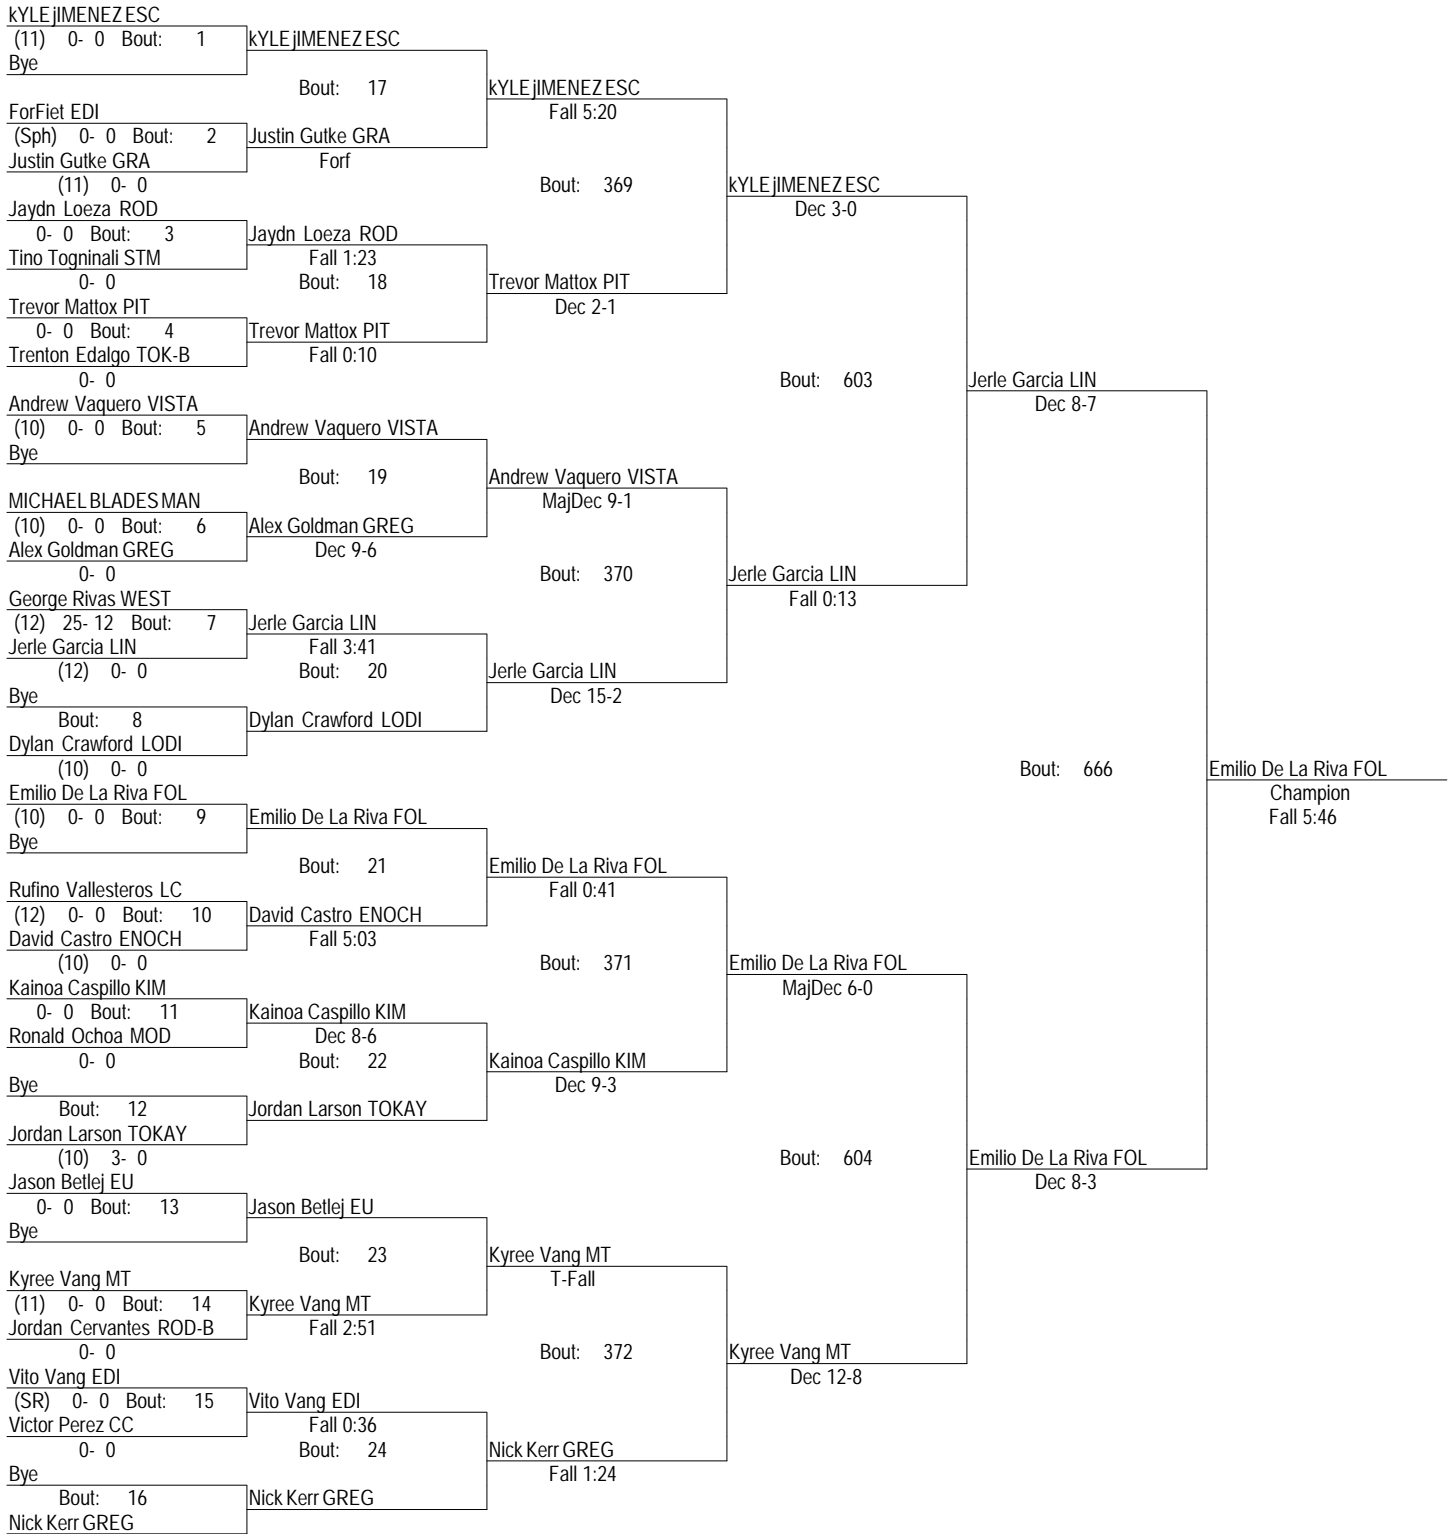 kYLE jIMENEZ ESC
(11) 0- 0 Bout: 1 kYLE jIMENEZ ESC
Bye
Bout: 17 kYLE jIMENEZ ESC
ForFiet EDI Fall 5:20
(Sph) 0- 0 Bout: 2 Justin Gutke GRA
Justin Gutke GRA Forf
(11) 0- 0 Bout: 369 kYLE jIMENEZ ESC
Jaydn Loeza ROD Dec 3-0
0- 0 Bout: 3 Jaydn Loeza ROD
Tino Togninali STM Fall 1:23
0- 0 Bout: 18 Trevor Mattox PIT
Trevor Mattox PIT Dec 2-1
0- 0 Bout: 4 Trevor Mattox PIT
Trenton Edalgo TOK-B Fall 0:10
0- 0 Bout: 603 Jerle Garcia LIN
Andrew Vaquero VISTA Dec 8-7
(10) 0- 0 Bout: 5 Andrew Vaquero VISTA
Bye
Bout: 19 Andrew Vaquero VISTA
MICHAEL BLADES MAN MajDec 9-1
(10) 0- 0 Bout: 6 Alex Goldman GREG
Alex Goldman GREG Dec 9-6
0- 0 Bout: 370 Jerle Garcia LIN
George Rivas WEST Fall 0:13
(12) 25- 12 Bout: 7 Jerle Garcia LIN
Jerle Garcia LIN Fall 3:41
(12) 0- 0 Bout: 20 Jerle Garcia LIN
Bye Dec 15-2
Bout: 8 Dylan Crawford LODI
Dylan Crawford LODI
(10) 0- 0 Bout: 666 Emilio De La Riva FOL
Emilio De La Riva FOL Champion
(10) 0- 0 Bout: 9 Emilio De La Riva FOL Fall 5:46
Bye
Bout: 21 Emilio De La Riva FOL
Rufino Vallesteros LC Fall 0:41
(12) 0- 0 Bout: 10 David Castro ENOCH
David Castro ENOCH Fall 5:03
(10) 0- 0 Bout: 371 Emilio De La Riva FOL
Kainoa Caspillo KIM MajDec 6-0
0- 0 Bout: 11 Kainoa Caspillo KIM
Ronald Ochoa MOD Dec 8-6
0- 0 Bout: 22 Kainoa Caspillo KIM
Bye Dec 9-3
Bout: 12 Jordan Larson TOKAY
Jordan Larson TOKAY
(10) 3- 0 Bout: 604 Emilio De La Riva FOL
Jason Betlej EU Dec 8-3
0- 0 Bout: 13 Jason Betlej EU
Bye
Bout: 23 Kyree Vang MT
Kyree Vang MT T-Fall
(11) 0- 0 Bout: 14 Kyree Vang MT
Jordan Cervantes ROD-B Fall 2:51
0- 0 Bout: 372 Kyree Vang MT
Vito Vang EDI Dec 12-8
(SR) 0- 0 Bout: 15 Vito Vang EDI
Victor Perez CC Fall 0:36
0- 0 Bout: 24 Nick Kerr GREG
Bye Fall 1:24
Bout: 16 Nick Kerr GREG
Nick Kerr GREG